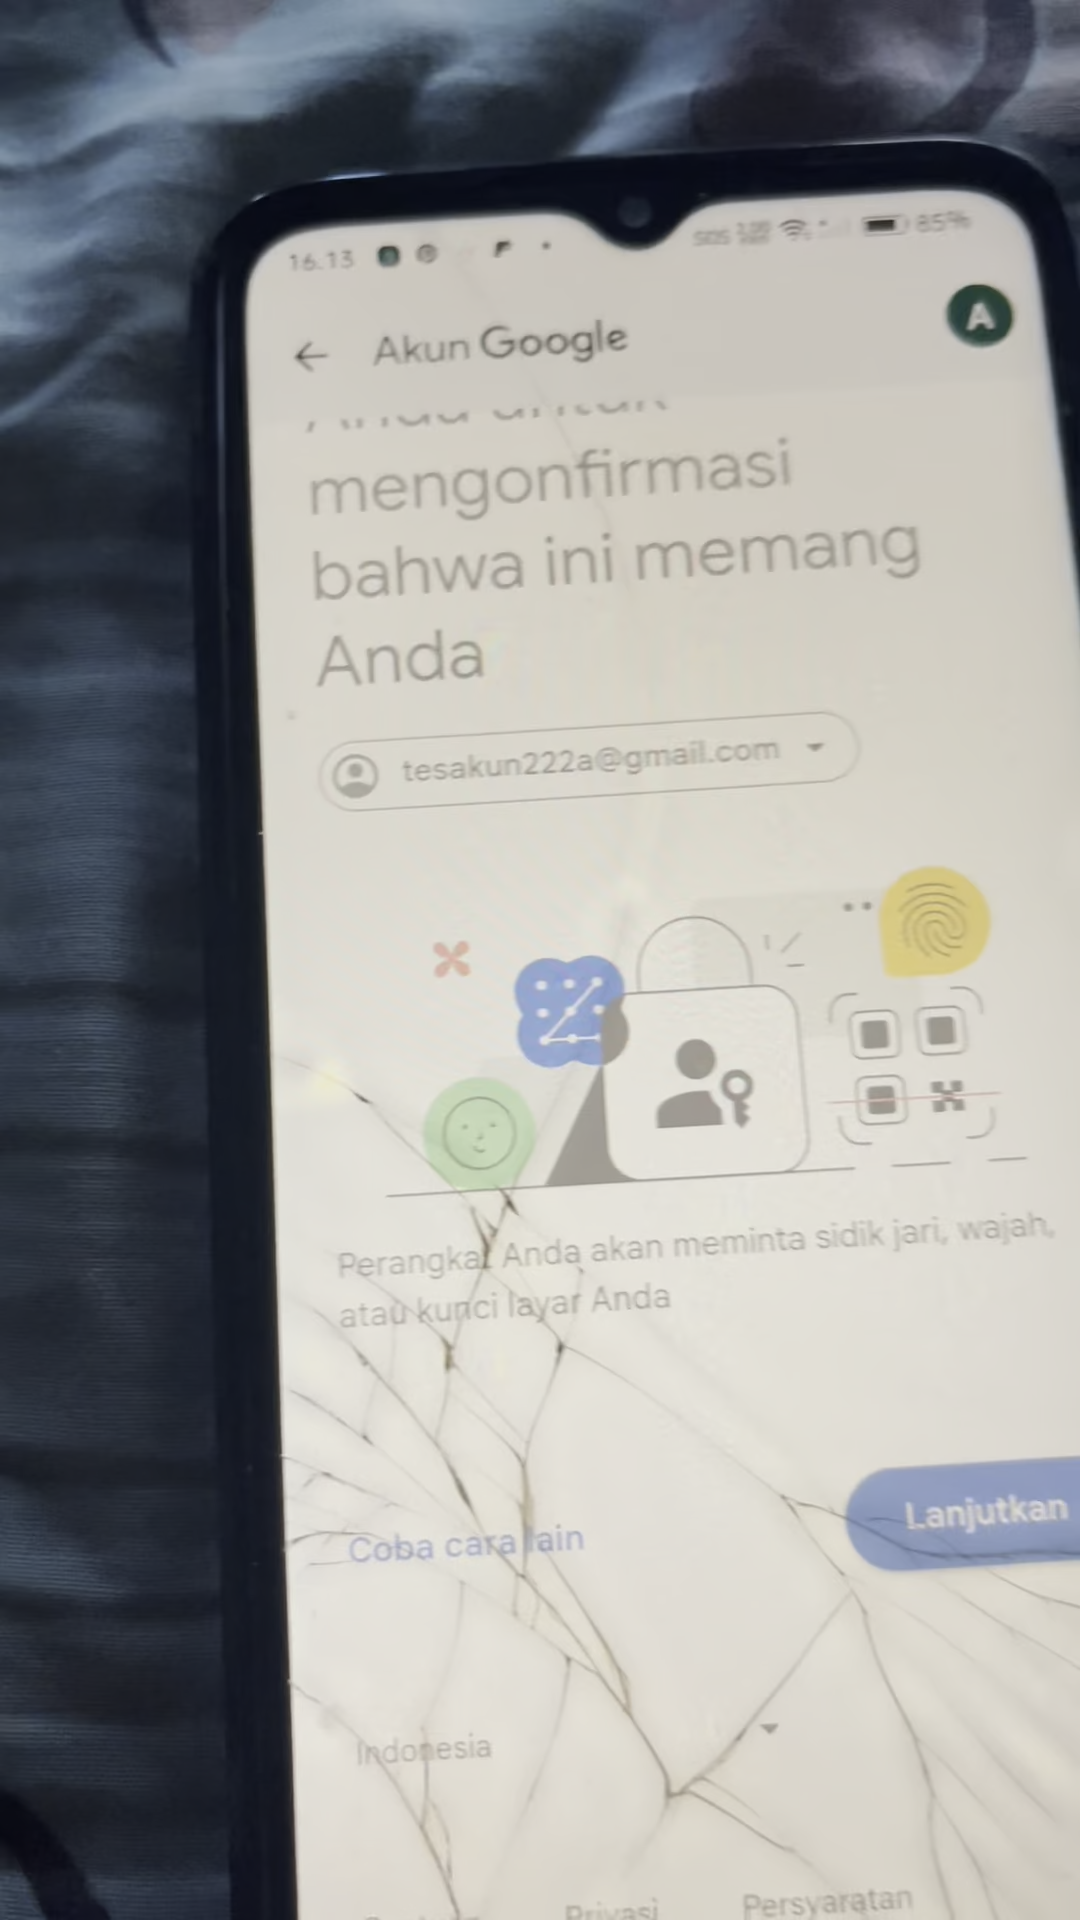 16.13
SOS
85%
A
Akun Google
mengonfirmasi
bahwa ini memang
Anda
tesakun222a@gmail.com
Perangkat Anda akan meminta sidik jari, wajah,
atau kunci layar Anda
Coba cara lain
Lanjutkan
Indonesia
Privasi
Persyaratan